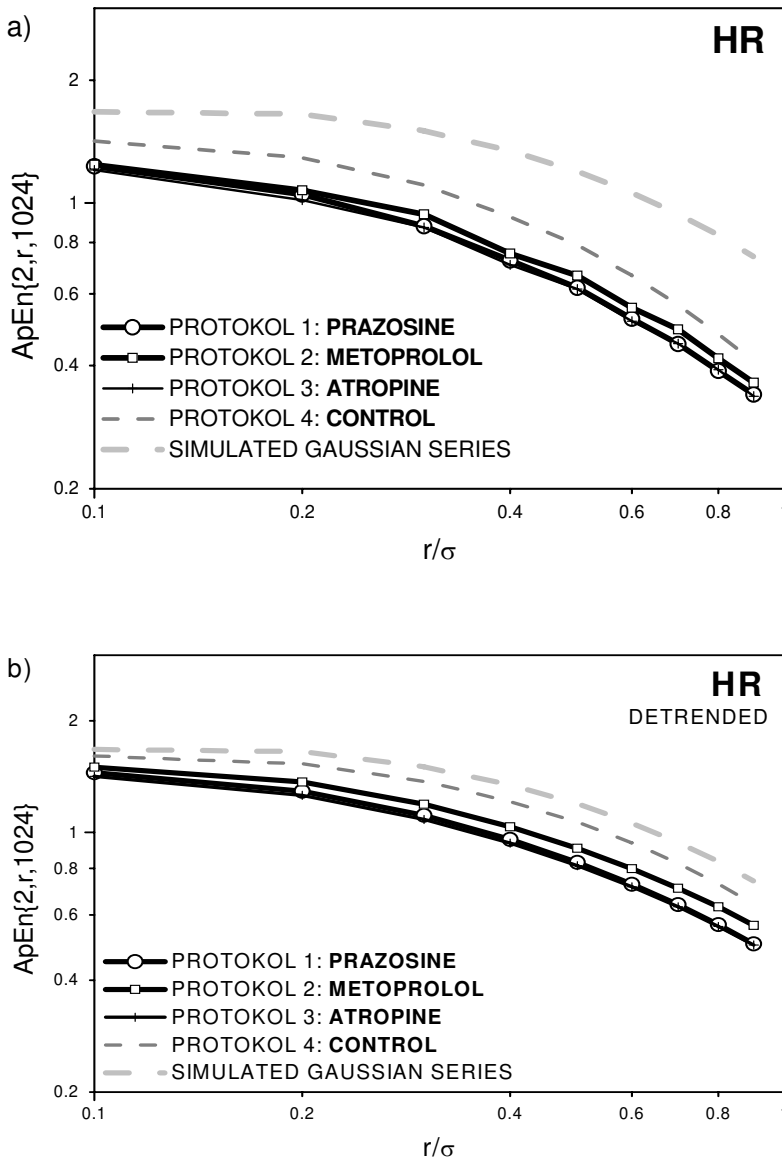 a)
HR
ApEn{2,r,1024}
2
1
0.8
0.6
0.4
0.2
PROTOKOL 1: PRAZOSINE
PROTOKOL 2: METOPROLOL
PROTOKOL 3: ATROPINE
PROTOKOL 4: CONTROL
SIMULATED GAUSSIAN SERIES
0.1 0.2 0.4 0.6 0.8
r/σ
b)
HR
DETRENDED
ApEn{2,r,1024}
2
1
0.8
0.6
0.4
0.2
PROTOKOL 1: PRAZOSINE
PROTOKOL 2: METOPROLOL
PROTOKOL 3: ATROPINE
PROTOKOL 4: CONTROL
SIMULATED GAUSSIAN SERIES
0.1 0.2 0.4 0.6 0.8
r/σ